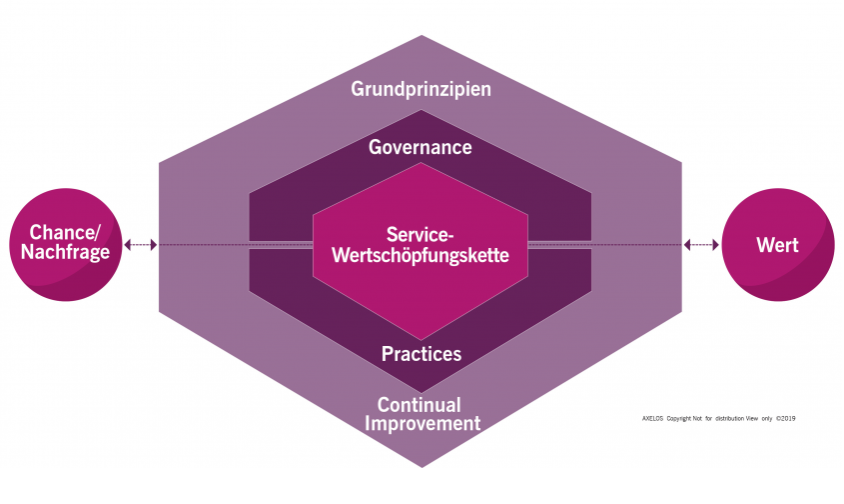 Grundprinzipien
Governance
Chance/
Nachfrage
Service-
Wertschöpfungskette
Wert
Practices
Continual
Improvement
AXELOS Copyright Not for distribution View only ©2019